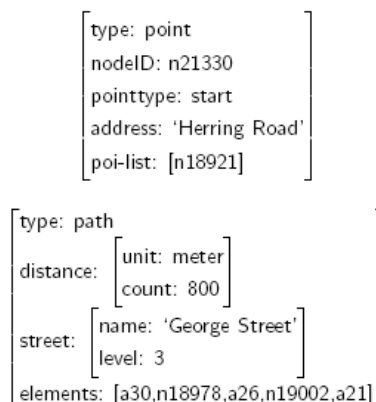 type: point
nodeID: n21330
pointtype: start
address: ‘Herring Road’
poi-list: [n18921]
type: path
distance:
unit: meter
count: 800
street:
name: ‘George Street’
level: 3
elements: [a30,n18978,a26,n19002,a21]